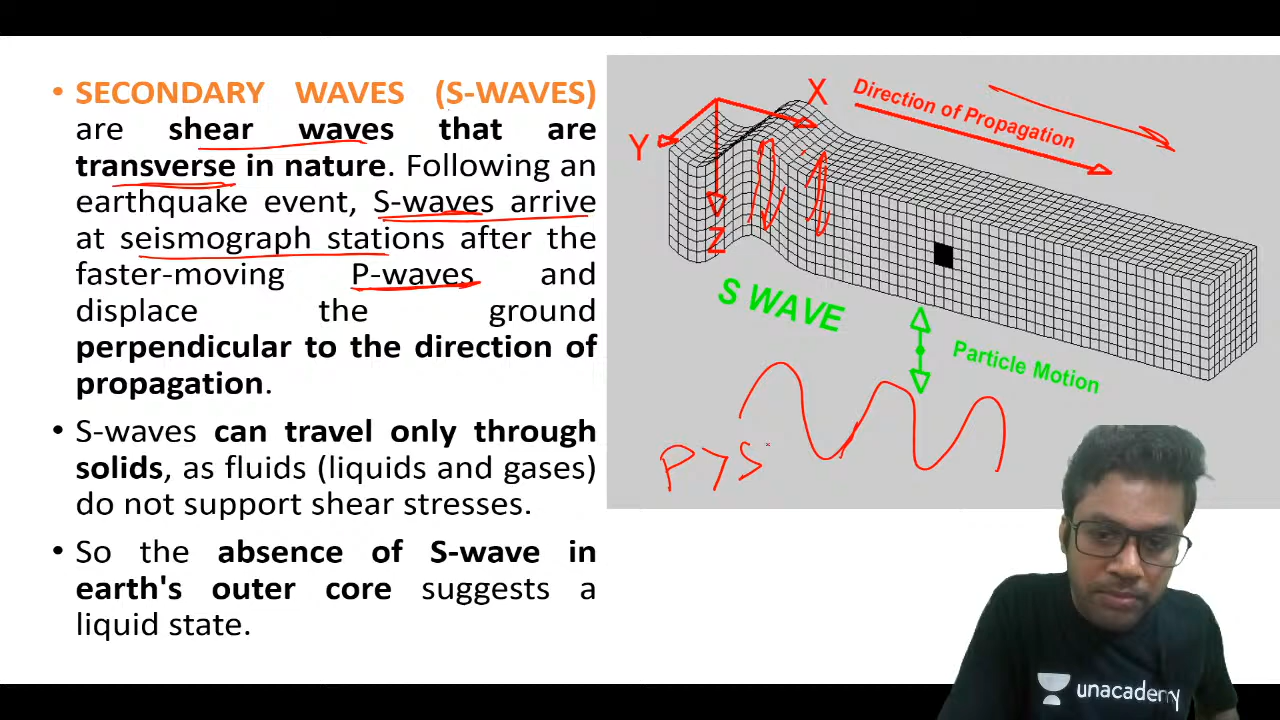 • SECONDARY WAVES (S-WAVES)
are shear waves that are
transverse in nature. Following an
earthquake event, S-waves arrive
at seismograph stations after the
faster-moving P-waves and
displace the ground
perpendicular to the direction of
propagation.
• S-waves can travel only through
solids, as fluids (liquids and gases)
do not support shear stresses.
• So the absence of S-wave in
earth's outer core suggests a
liquid state.
X
Direction of Propagation
Y
Z
S WAVE
Particle Motion
P > S
unacademy